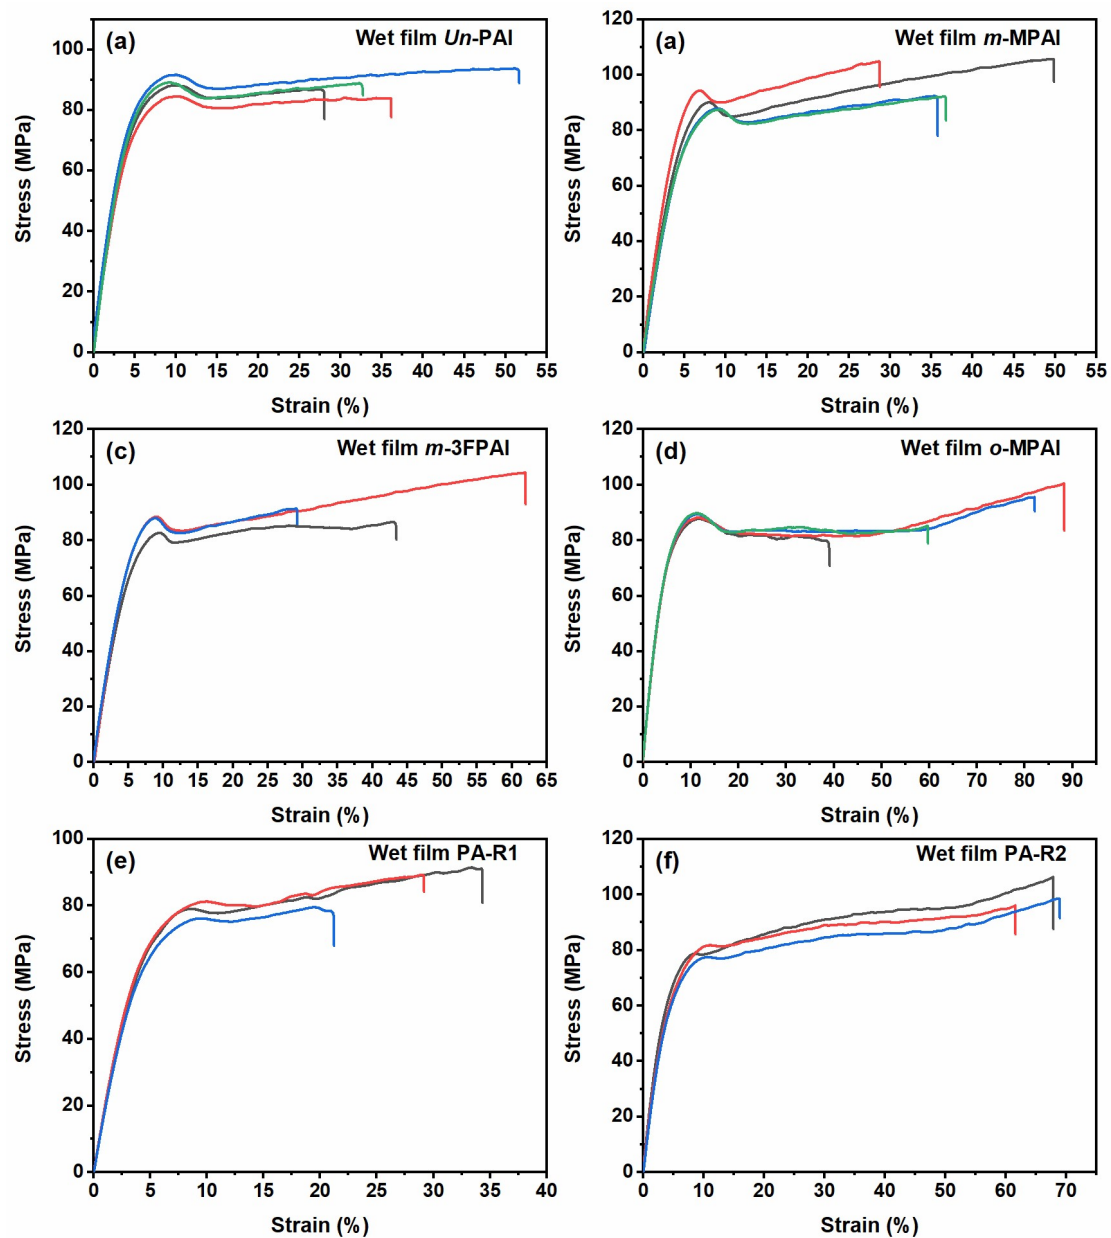 (a) Wet film Un-PAI
100
80
60
40
20
0
0 5 10 15 20 25 30 35 40 45 50 55
Stress (MPa)
Strain (%)
(a) Wet film m-MPAI
120
100
80
60
40
20
0
0 5 10 15 20 25 30 35 40 45 50 55
Stress (MPa)
Strain (%)
(c) Wet film m-3FPAI
120
100
80
60
40
20
0
0 5 10 15 20 25 30 35 40 45 50 55 60 65
Stress (MPa)
Strain (%)
(d) Wet film o-MPAI
120
100
80
60
40
20
0
0 10 20 30 40 50 60 70 80 90
Stress (MPa)
Strain (%)
(e) Wet film PA-R1
100
80
60
40
20
0
0 5 10 15 20 25 30 35 40
Stress (MPa)
Strain (%)
(f) Wet film PA-R2
120
100
80
60
40
20
0
0 10 20 30 40 50 60 70
Stress (MPa)
Strain (%)